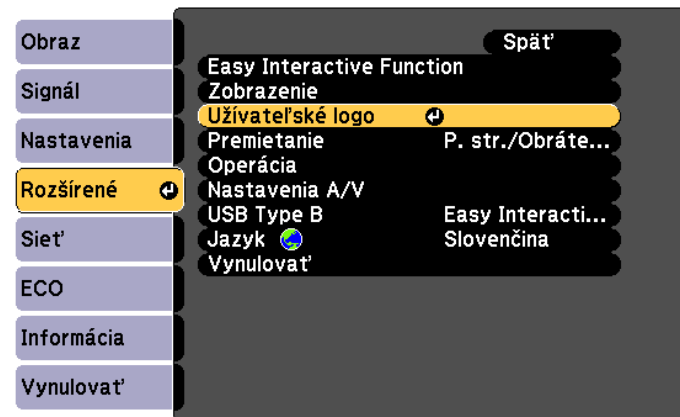 Obraz
Signál
Nastavenia
Rozšírené
Sieť
ECO
Informácia
Vynulovať
Späť
Easy Interactive Function
Zobrazenie
Užívateľské logo
Premietanie P. str./Obráte...
Operácia
Nastavenia A/V
USB Type B Easy Interacti...
Jazyk Slovenčina
Vynulovať